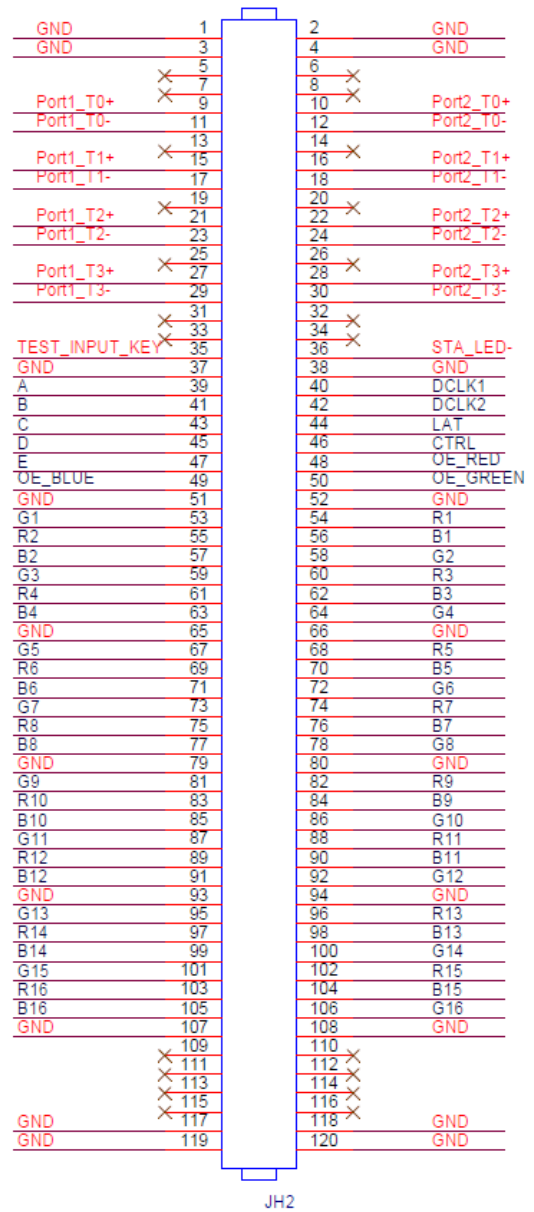 GND 1 2 GND
GND 3 4 GND
5 6
7 8
Port1_T0+ 9 10 Port2_T0+
Port1_T0- 11 12 Port2_T0-
13 14
Port1_T1+ 15 16 Port2_T1+
Port1_T1- 17 18 Port2_T1-
19 20
Port1_T2+ 21 22 Port2_T2+
Port1_T2- 23 24 Port2_T2-
25 26
Port1_T3+ 27 28 Port2_T3+
Port1_T3- 29 30 Port2_T3-
31 32
33 34
TEST_INPUT_KEY 35 36 STA_LED-
GND 37 38 GND
A 39 40 DCLK1
B 41 42 DCLK2
C 43 44 LAT
D 45 46 CTRL
E 47 48 OE_RED
OE_BLUE 49 50 OE_GREEN
GND 51 52 GND
G1 53 54 R1
R2 55 56 B1
B2 57 58 G2
G3 59 60 R3
R4 61 62 B3
B4 63 64 G4
GND 65 66 GND
G5 67 68 R5
R6 69 70 B5
B6 71 72 G6
G7 73 74 R7
R8 75 76 B7
B8 77 78 G8
GND 79 80 GND
G9 81 82 R9
R10 83 84 B9
B10 85 86 G10
G11 87 88 R11
R12 89 90 B11
B12 91 92 G12
GND 93 94 GND
G13 95 96 R13
R14 97 98 B13
B14 99 100 G14
G15 101 102 R15
R16 103 104 B15
B16 105 106 G16
GND 107 108 GND
109 110
111 112
113 114
115 116
GND 117 118 GND
GND 119 120 GND
JH2